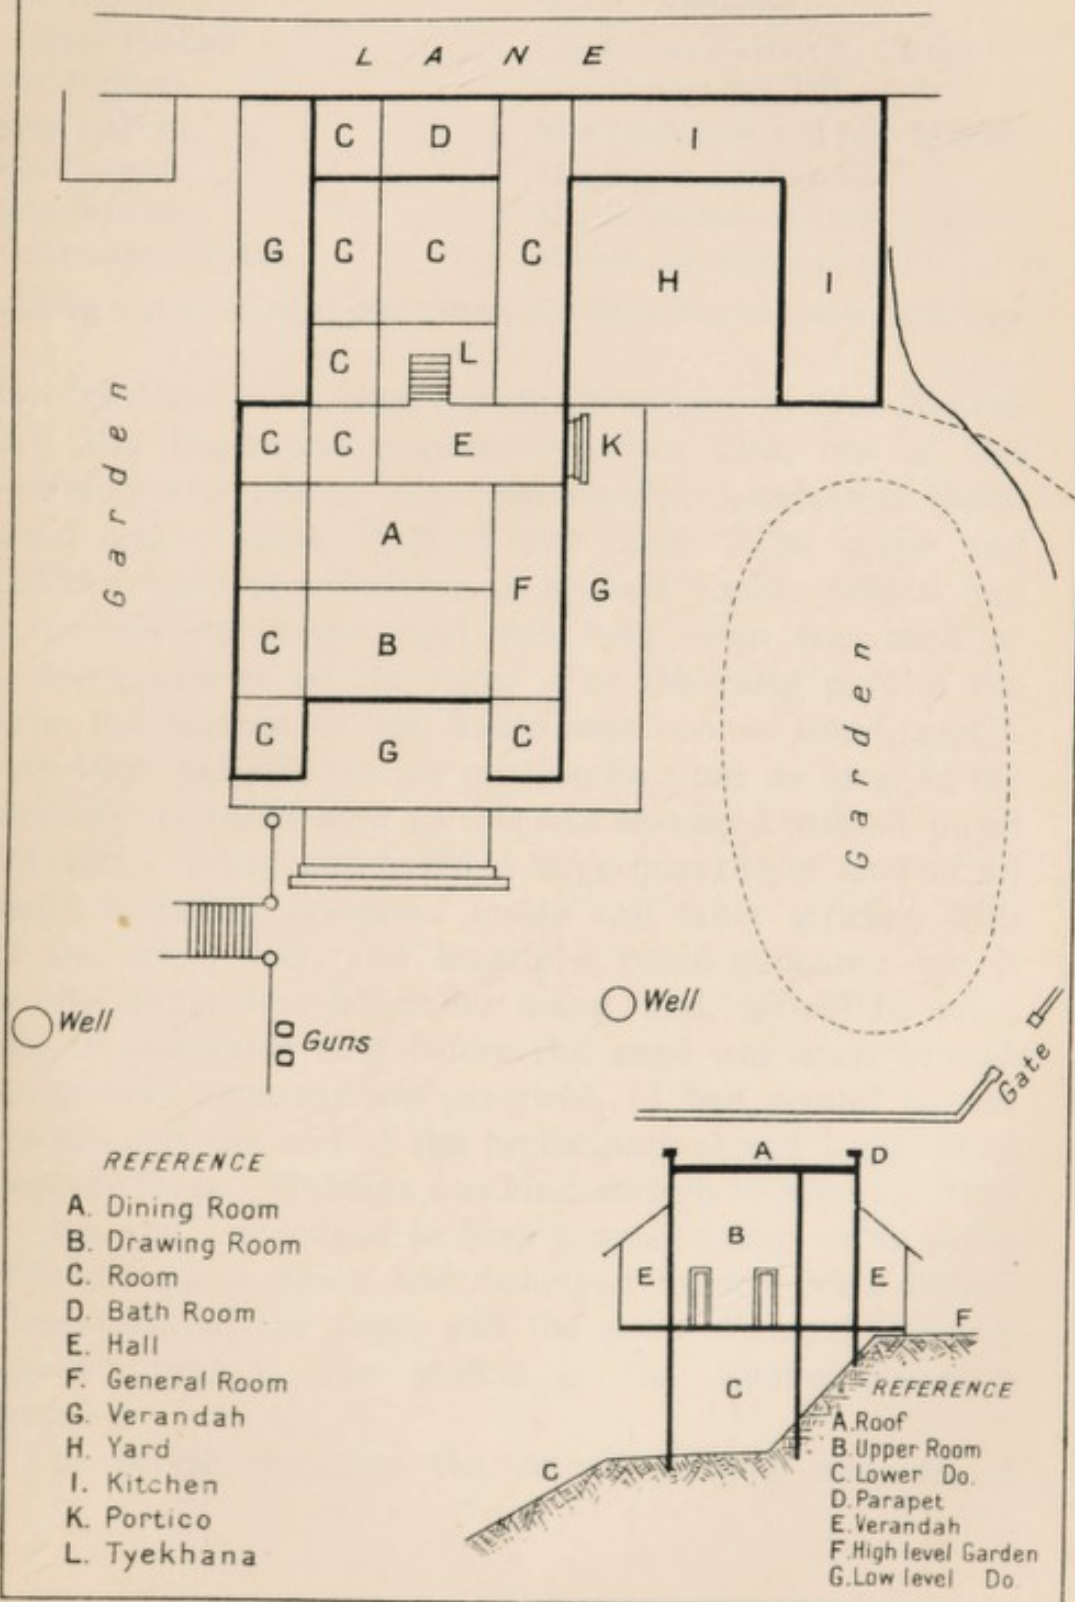 LANE
C D I
G C C C H I
C L
C C E K
A
F G
C B
C G C
Garden
Garden
Well
Well
Guns
Gate
REFERENCE
A. Dining Room
B. Drawing Room
C. Room
D. Bath Room
E. Hall
F. General Room
G. Verandah
H. Yard
I. Kitchen
K. Portico
L. Tyekhana
A D
B
E E
F
C
C
REFERENCE
A.Roof
B.Upper Room
C.Lower Do.
D.Parapet
E.Verandah
F.High level Garden
G.Low level Do.